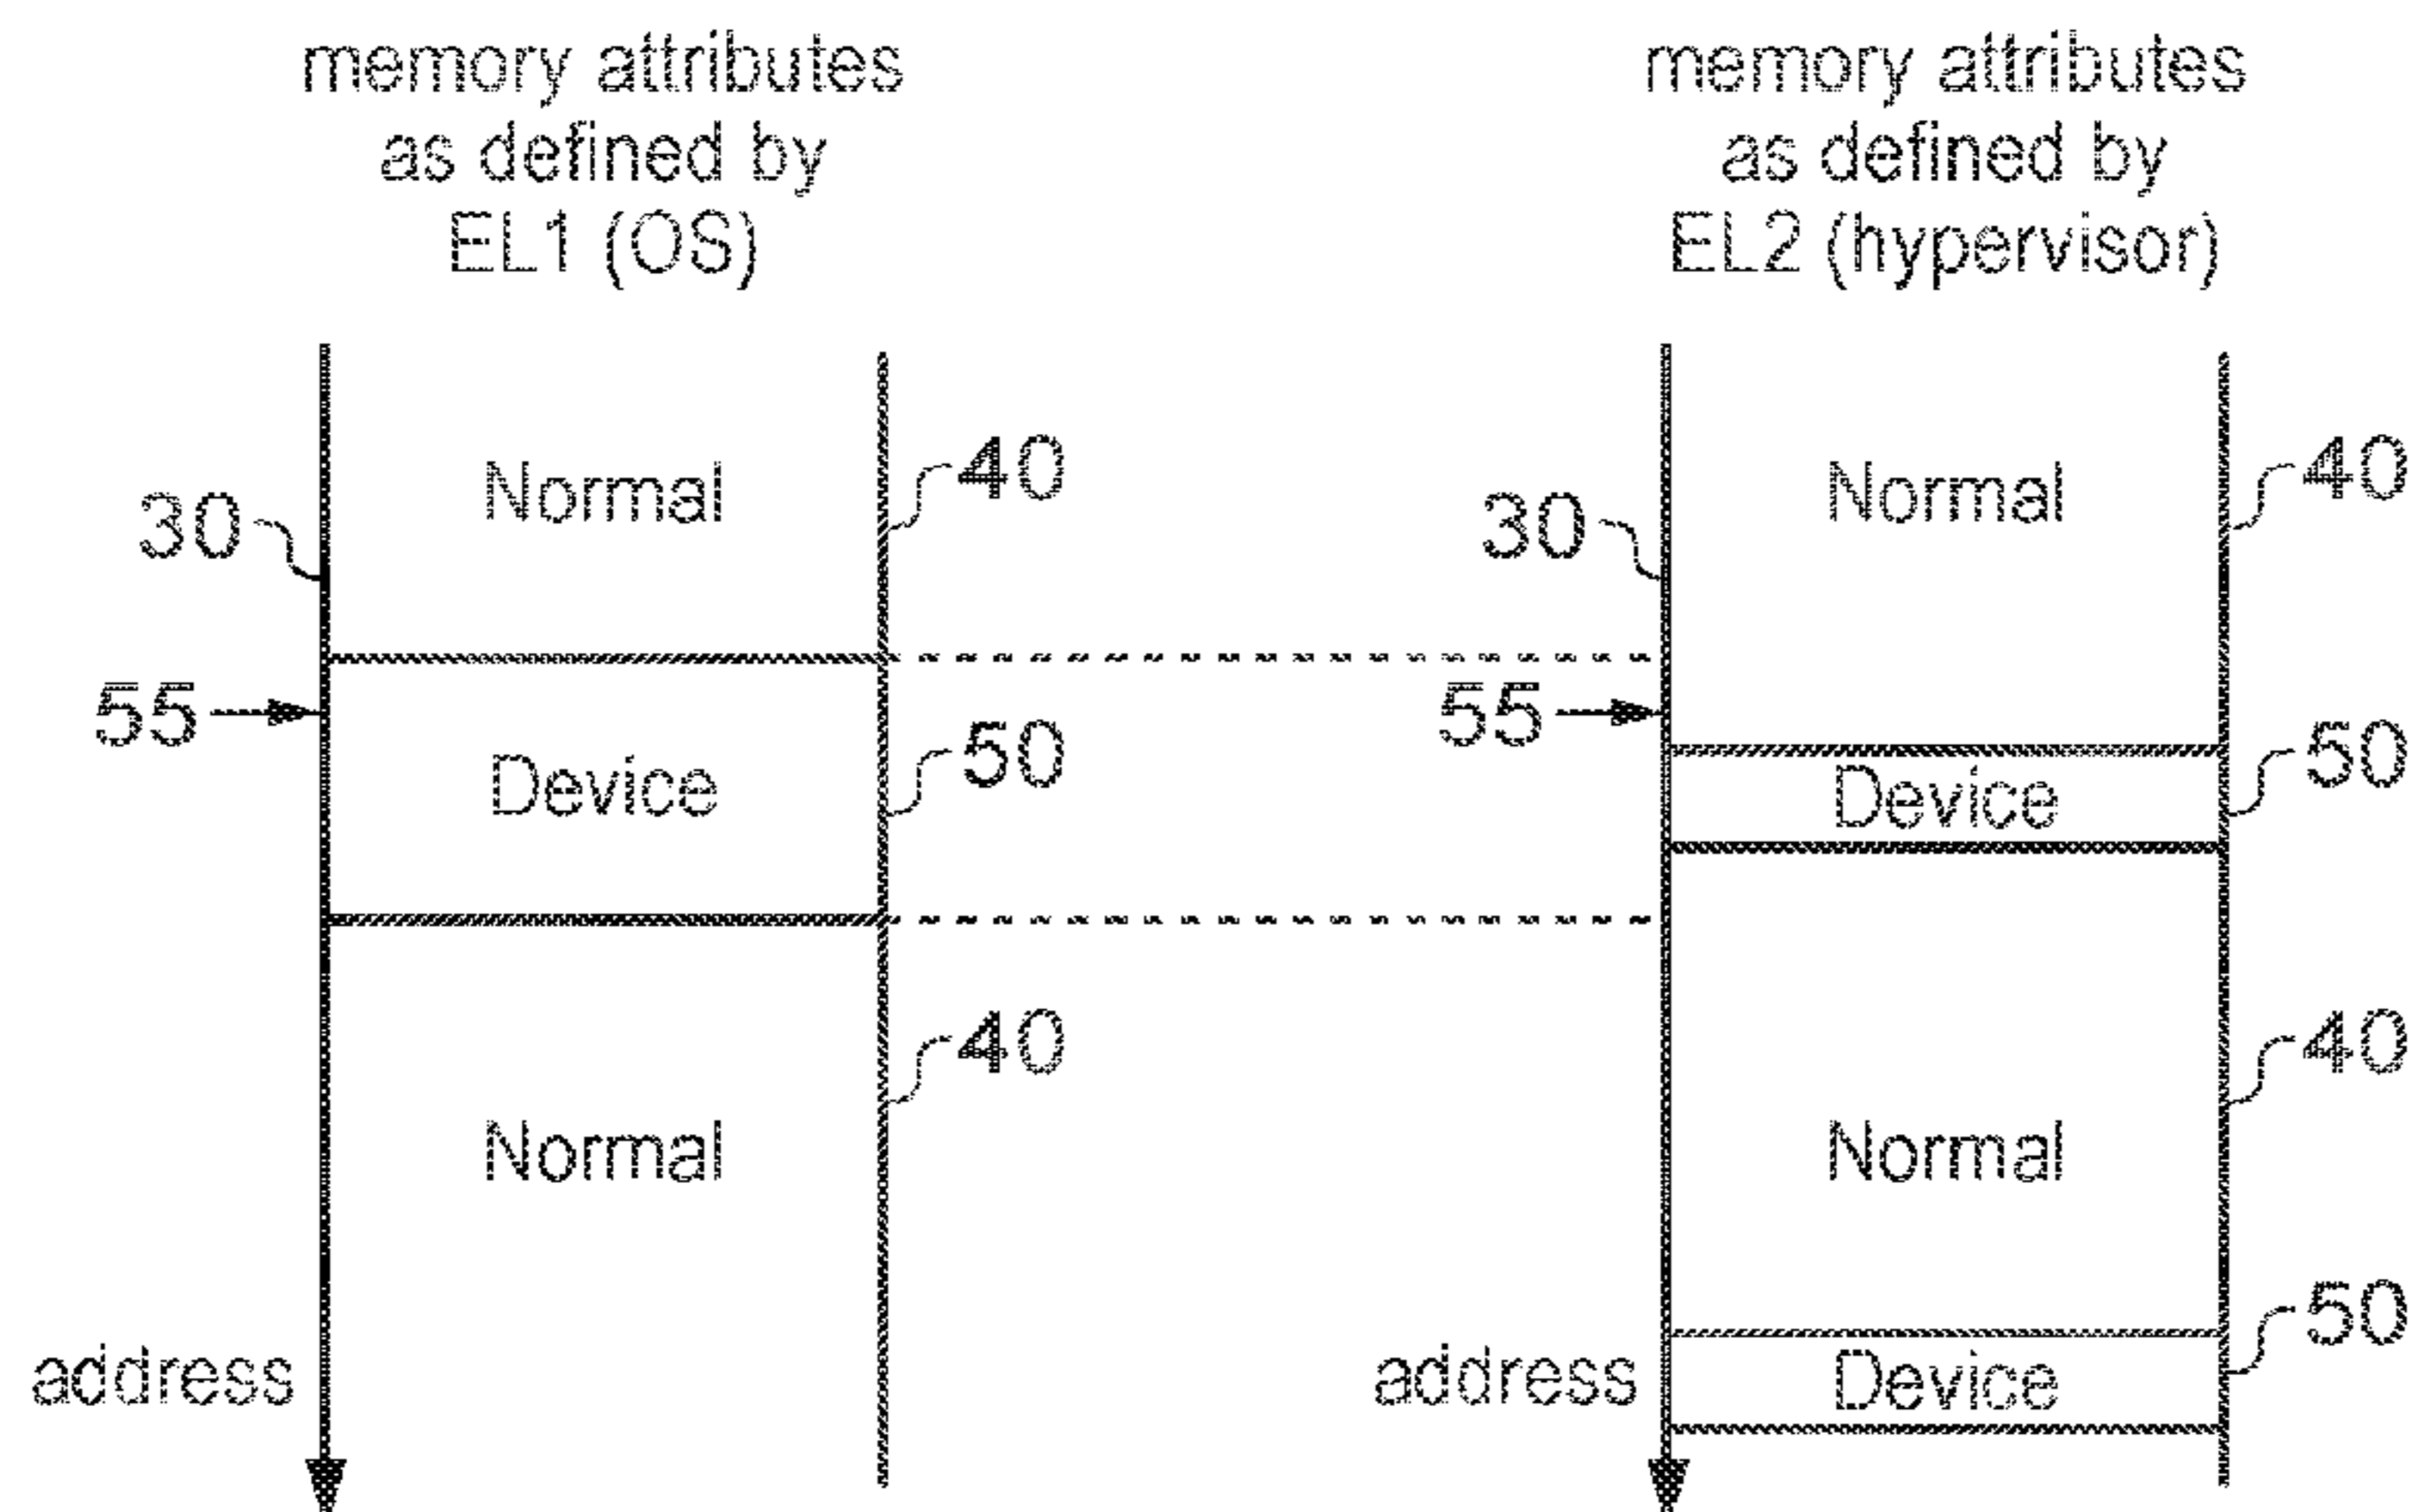 memory attributes
as defined by
EL1 (OS)
Normal
40
30
55
Device
50
Normal
40
address
memory attributes
as defined by
EL2 (hypervisor)
Normal
40
30
55
Device
50
Normal
40
Device
50
address